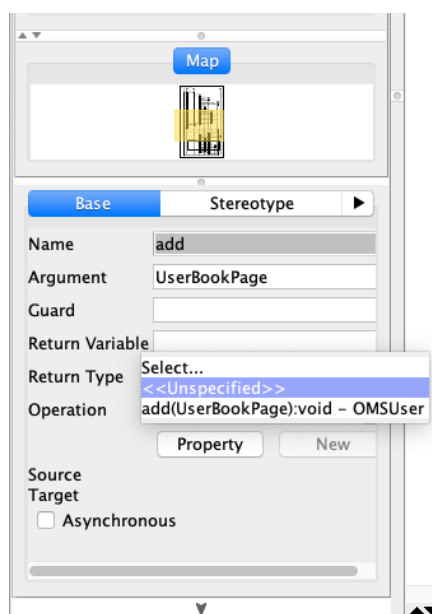 Map
Base Stereotype
Name add
Argument UserBookPage
Guard
Return Variable
Select...
Return Type
<<Unspecified>>
Operation add(UserBookPage):void – OMSUser
Property New
Source
Target
Asynchronous